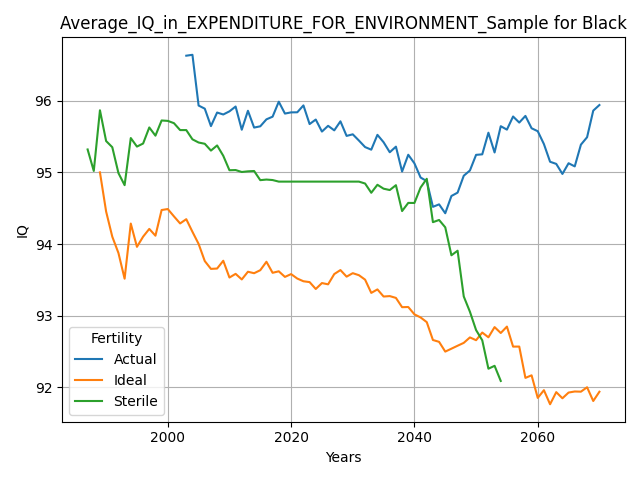 Average_IQ_in_EXPENDITURE_FOR_ENVIRONMENT_Sample for Black
IQ
96
95
94
93
92
Fertility
Actual
Ideal
Sterile
2000
2020
2040
2060
Years